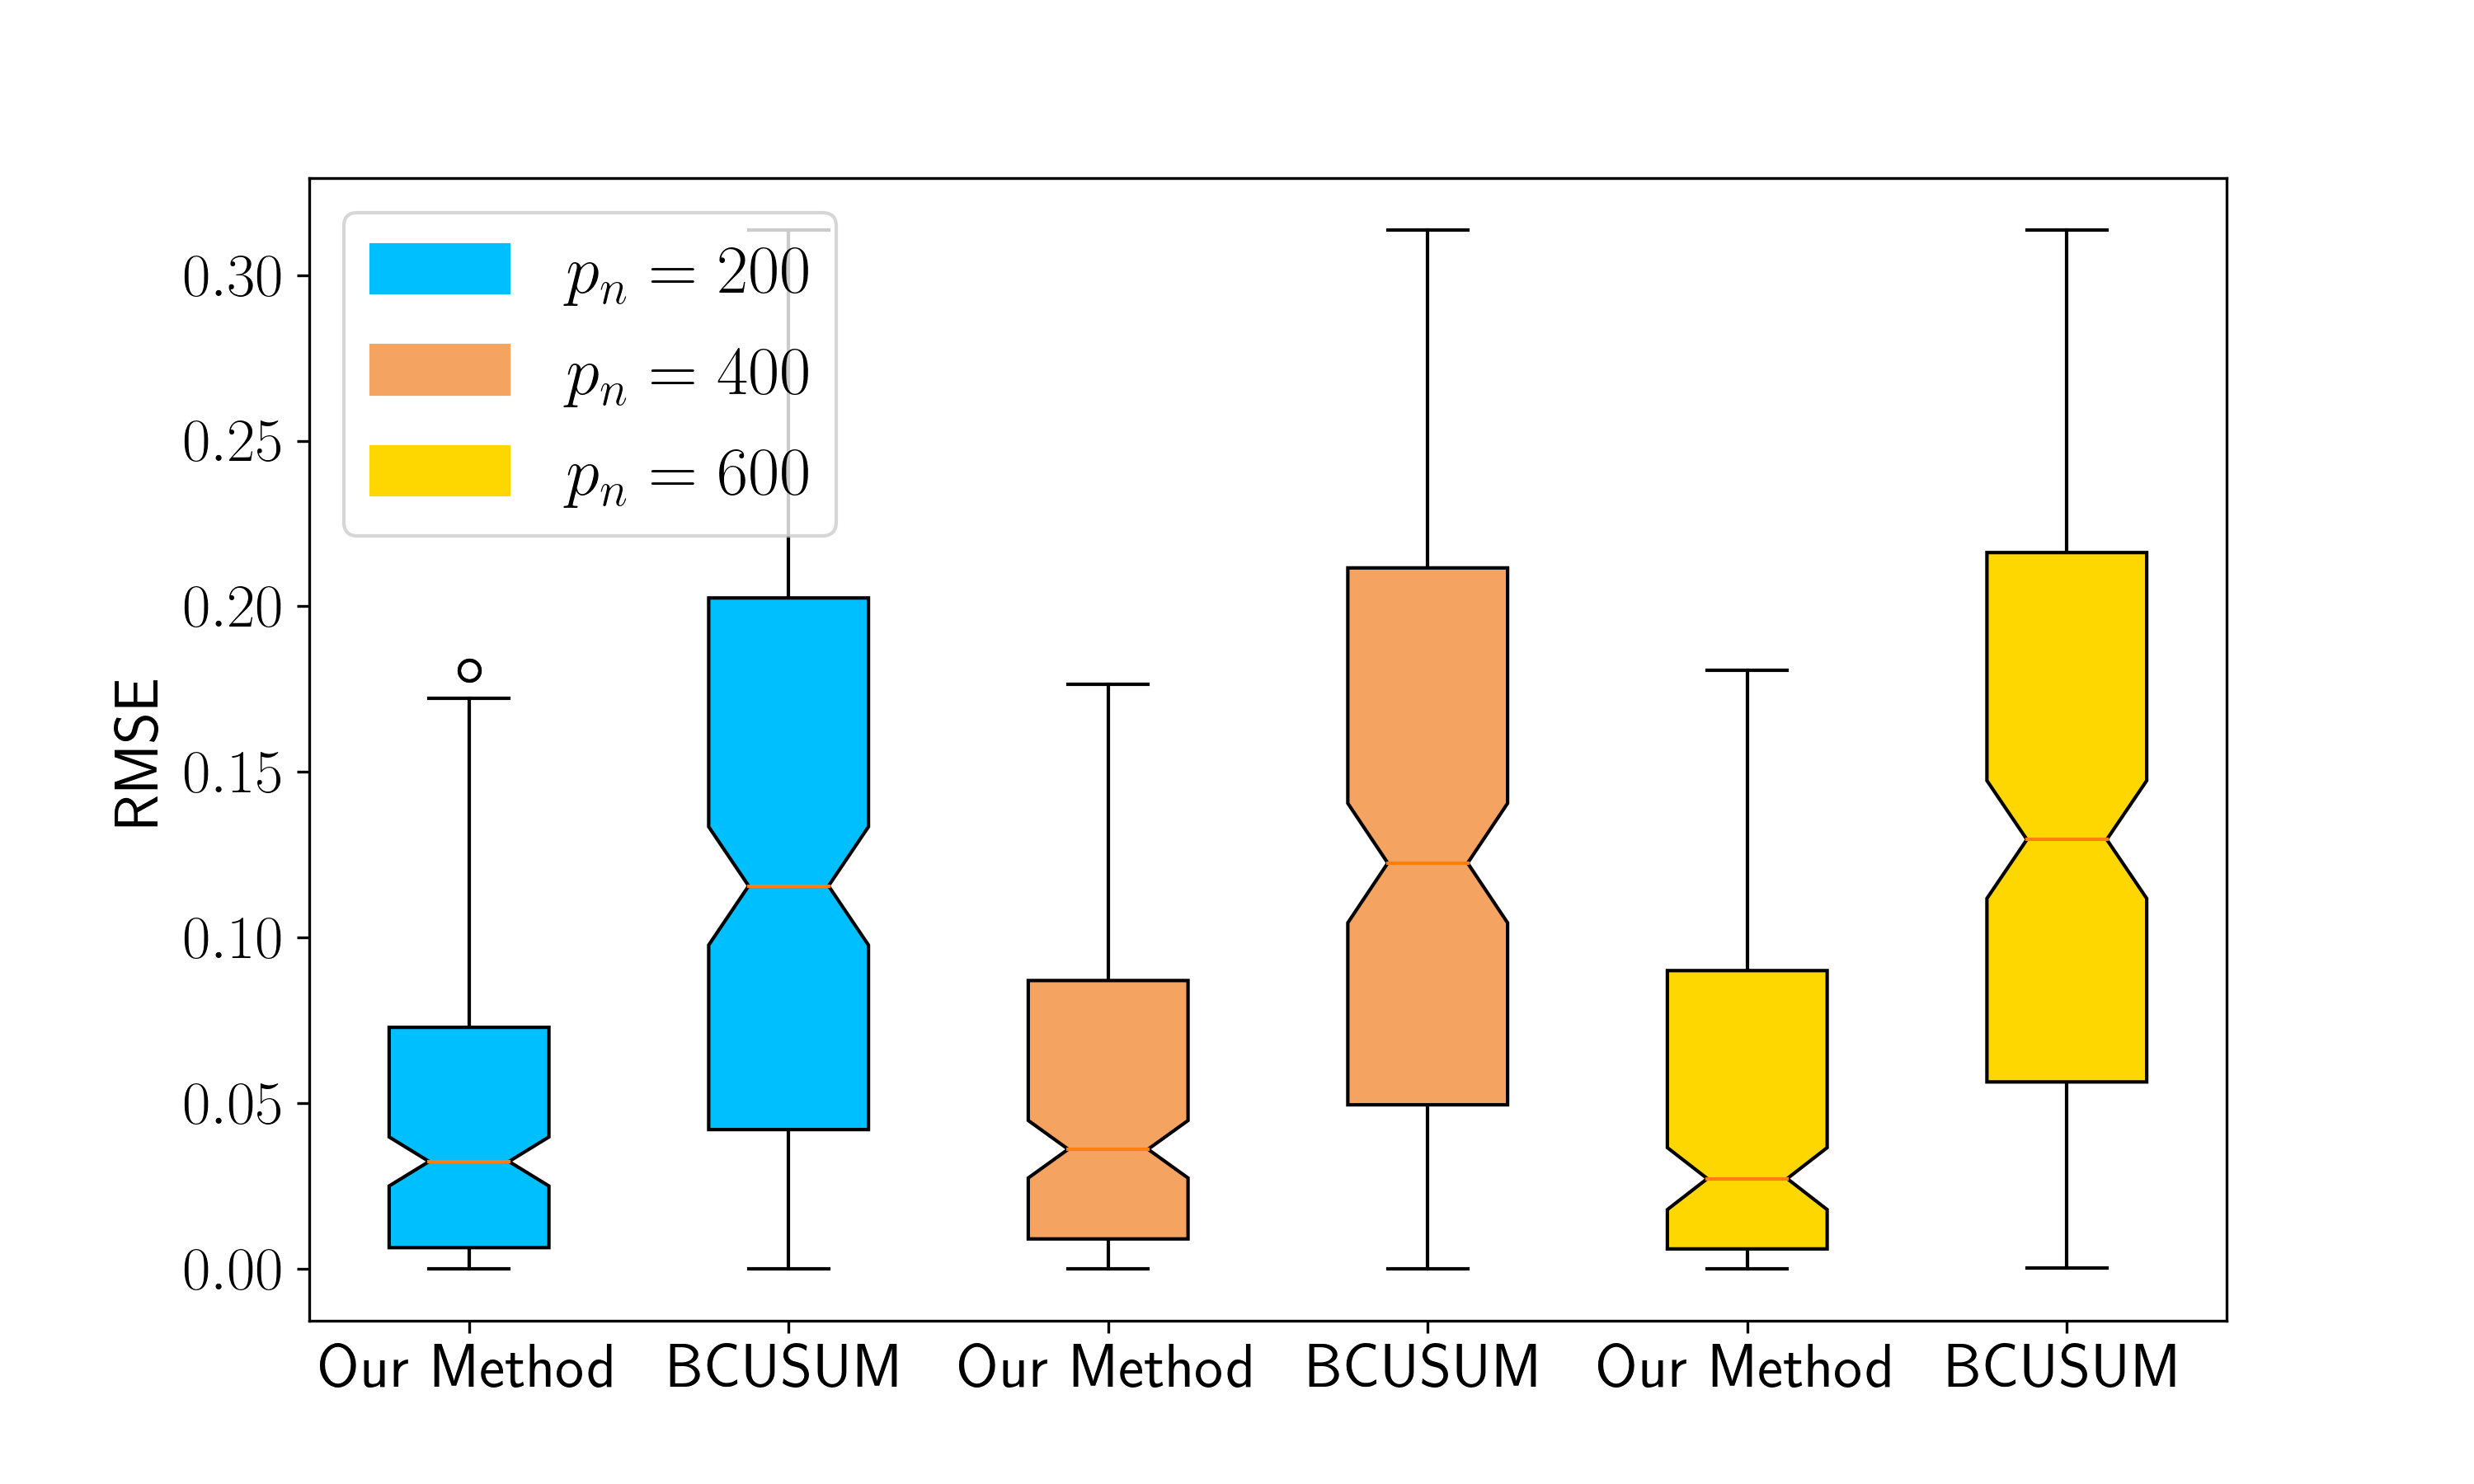 p_n = 200
p_n = 400
p_n = 600
RMSE
0.30
0.25
0.20
0.15
0.10
0.05
0.00
Our Method BCUSUM Our Method BCUSUM Our Method BCUSUM